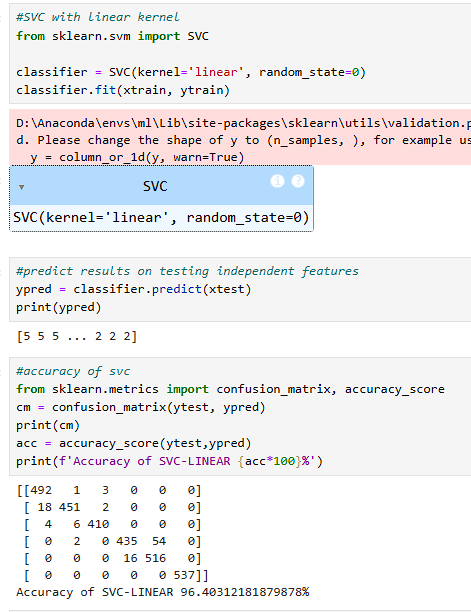 #SVC with linear kernel
from sklearn.svm import SVC
classifier = SVC(kernel='linear', random_state=0)
classifier.fit(xtrain, ytrain)
D:\Anaconda\envs\ml\Lib\site-packages\sklearn\utils\validation.p
d. Please change the shape of y to (n_samples, ), for example us
y = column_or_1d(y, warn=True)
▾ SVC i ?
SVC(kernel='linear', random_state=0)
#predict results on testing independent features
ypred = classifier.predict(xtest)
print(ypred)
[5 5 5 ... 2 2 2]
#accuracy of svc
from sklearn.metrics import confusion_matrix, accuracy_score
cm = confusion_matrix(ytest, ypred)
print(cm)
acc = accuracy_score(ytest,ypred)
print(f'Accuracy of SVC-LINEAR {acc*100}%')
[[492   1   3   0   0   0]
 [ 18 451   2   0   0   0]
 [  4   6 410   0   0   0]
 [  0   2   0 435  54   0]
 [  0   0   0  16 516   0]
 [  0   0   0   0   0 537]]
Accuracy of SVC-LINEAR 96.40312181879878%